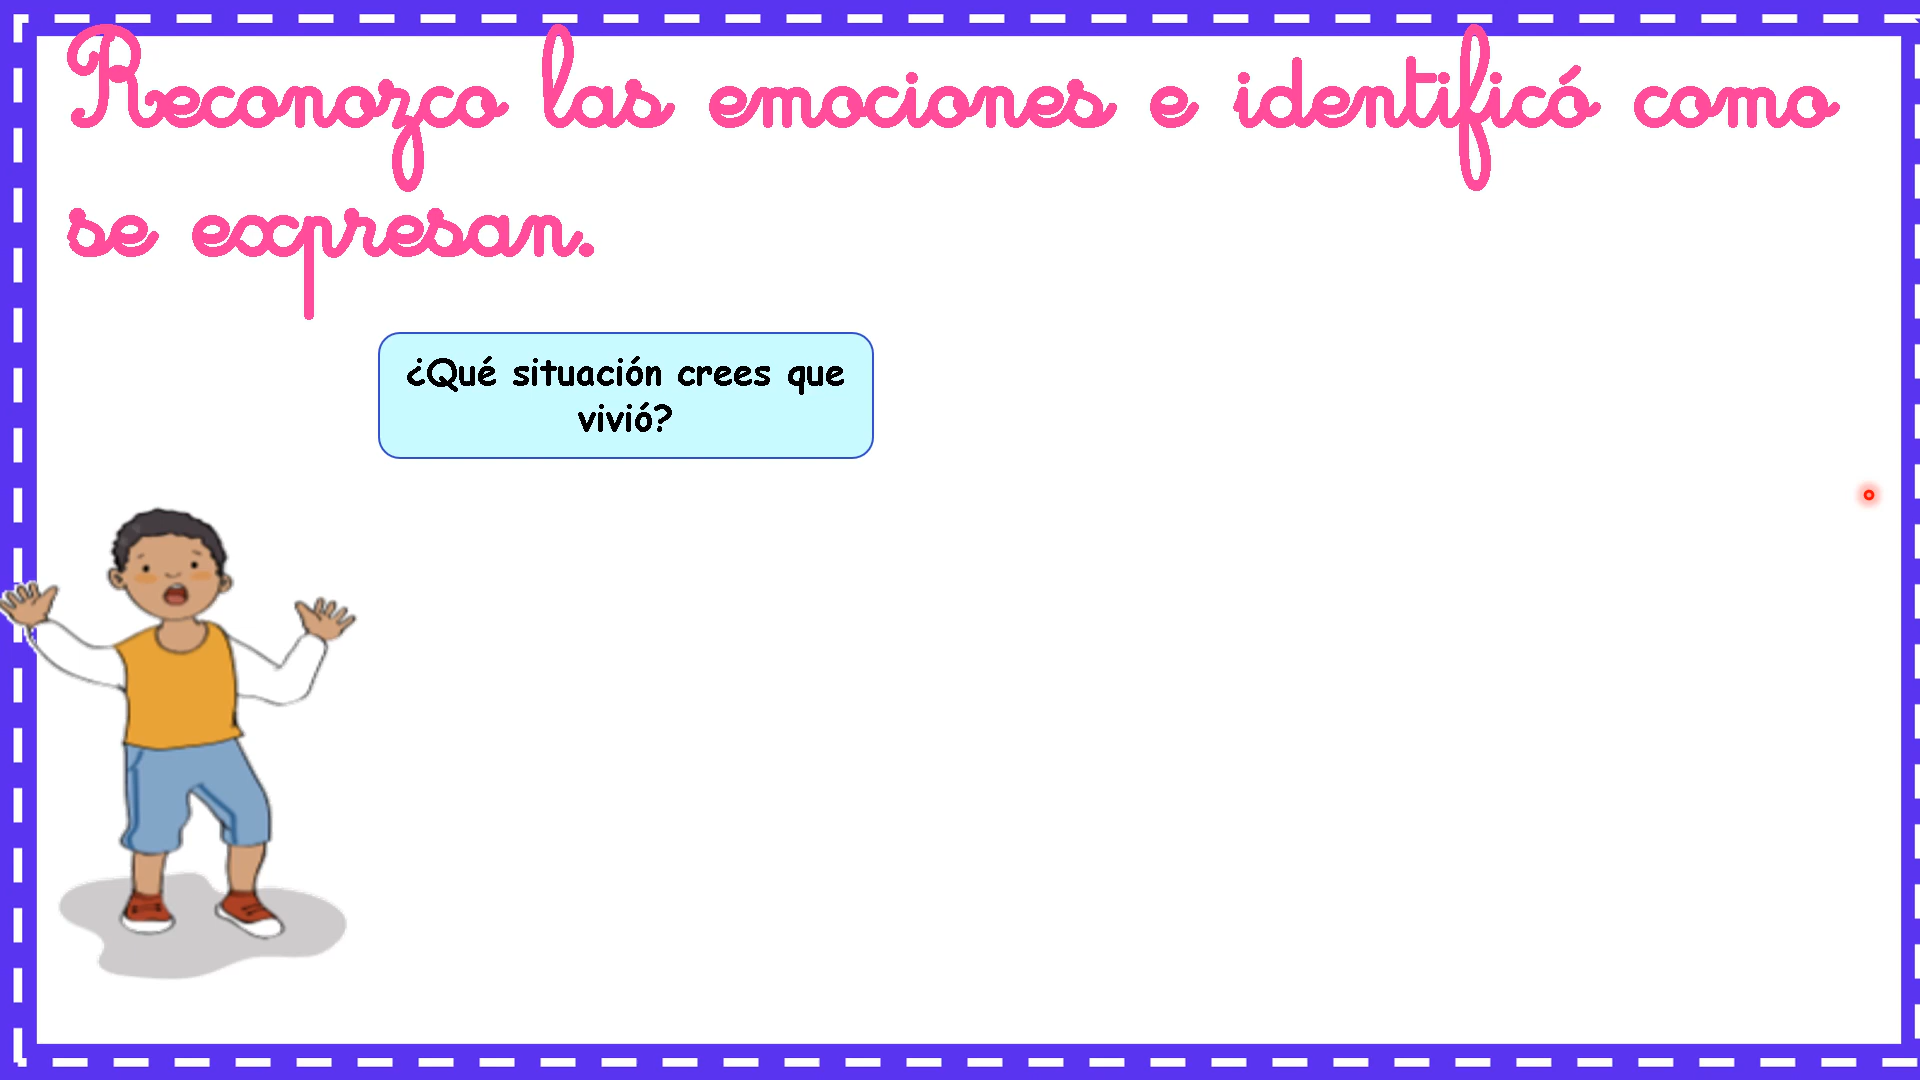 Reconozco las emociones e identificó como
se expresan.
¿Qué situación crees que
vivió?